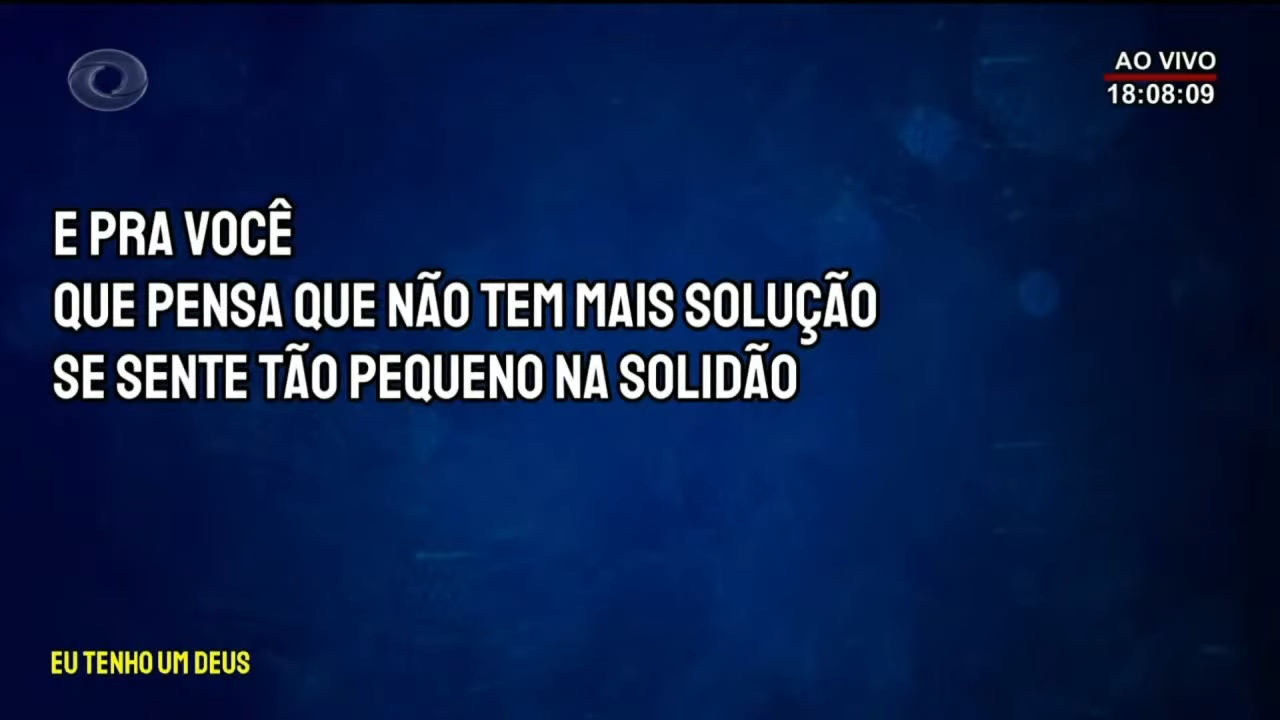 AO VIVO
18:08:09
E PRA VOCÊ
QUE PENSA QUE NÃO TEM MAIS SOLUÇÃO
SE SENTE TÃO PEQUENO NA SOLIDÃO
EU TENHO UM DEUS